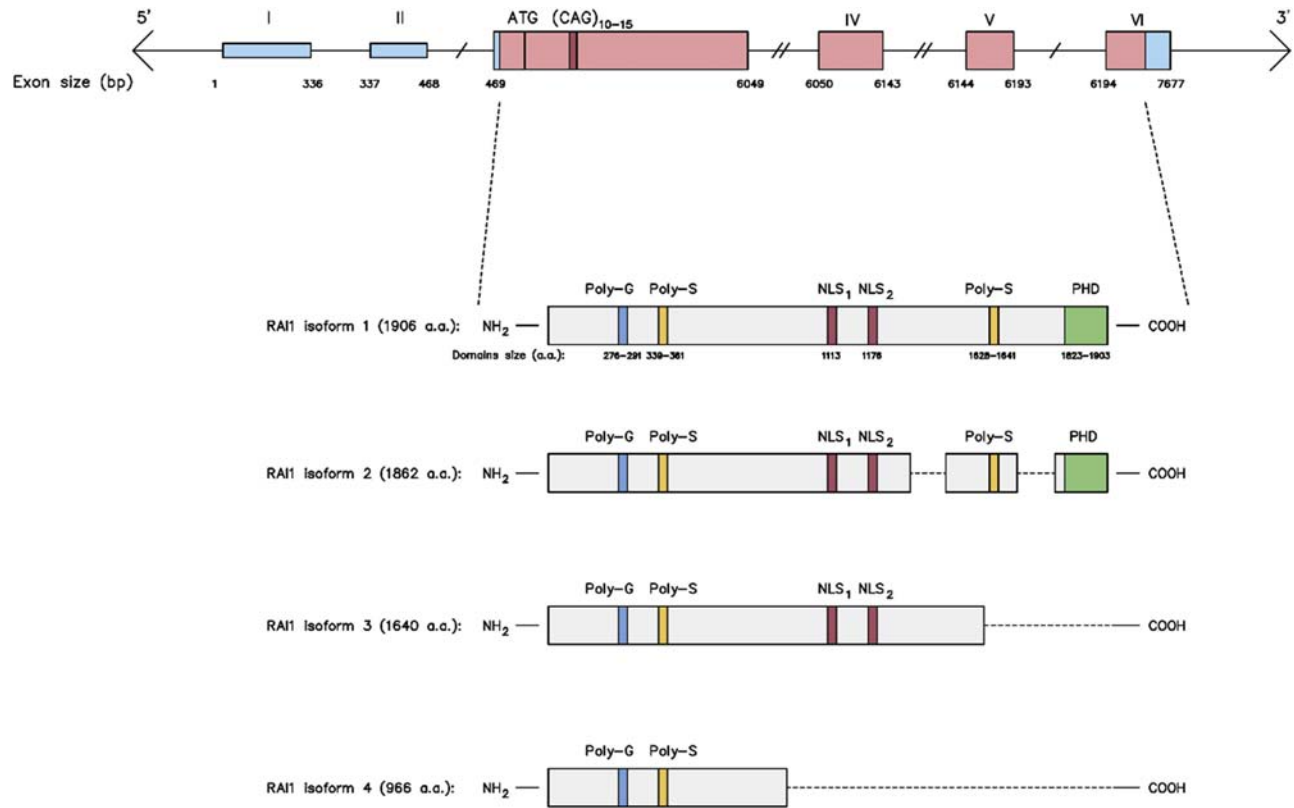 5' I II ATG (CAG)10-15 IV V VI 3'
Exon size (bp) 1 336 337 468 469 6049 6050 6143 6144 6193 6194 7677
Poly-G Poly-S NLS1 NLS2 Poly-S PHD
RAI1 isoform 1 (1906 a.a.): NH2 COOH
Domains size (a.a.): 276-291 339-361 1113 1176 1628-1641 1823-1903
Poly-G Poly-S NLS1 NLS2 Poly-S PHD
RAI1 isoform 2 (1862 a.a.): NH2 COOH
Poly-G Poly-S NLS1 NLS2
RAI1 isoform 3 (1640 a.a.): NH2 COOH
Poly-G Poly-S
RAI1 isoform 4 (966 a.a.): NH2 COOH